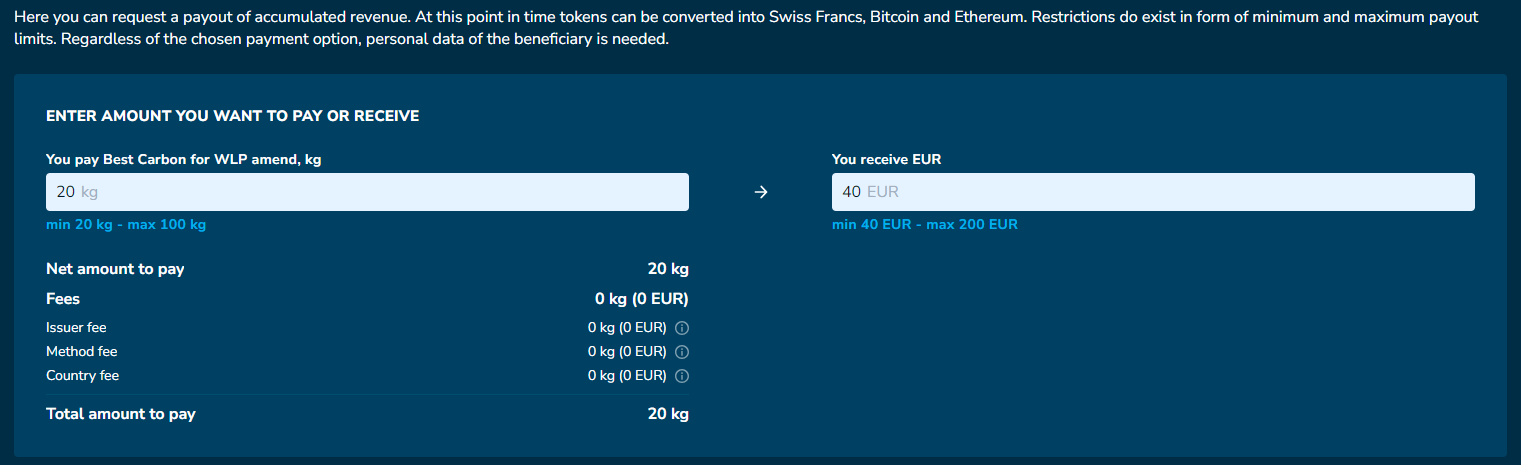 Here you can request a payout of accumulated revenue. At this point in time tokens can be converted into Swiss Francs, Bitcoin and Ethereum. Restrictions do exist in form of minimum and maximum payout
limits. Regardless of the chosen payment option, personal data of the beneficiary is needed.
ENTER AMOUNT YOU WANT TO PAY OR RECEIVE
You pay Best Carbon for WLP amend, kg
20 kg
min 20 kg - max 100 kg
→
You receive EUR
40 EUR
min 40 EUR - max 200 EUR
Net amount to pay 20 kg
Fees 0 kg (0 EUR)
Issuer fee 0 kg (0 EUR)
Method fee 0 kg (0 EUR)
Country fee 0 kg (0 EUR)
Total amount to pay 20 kg